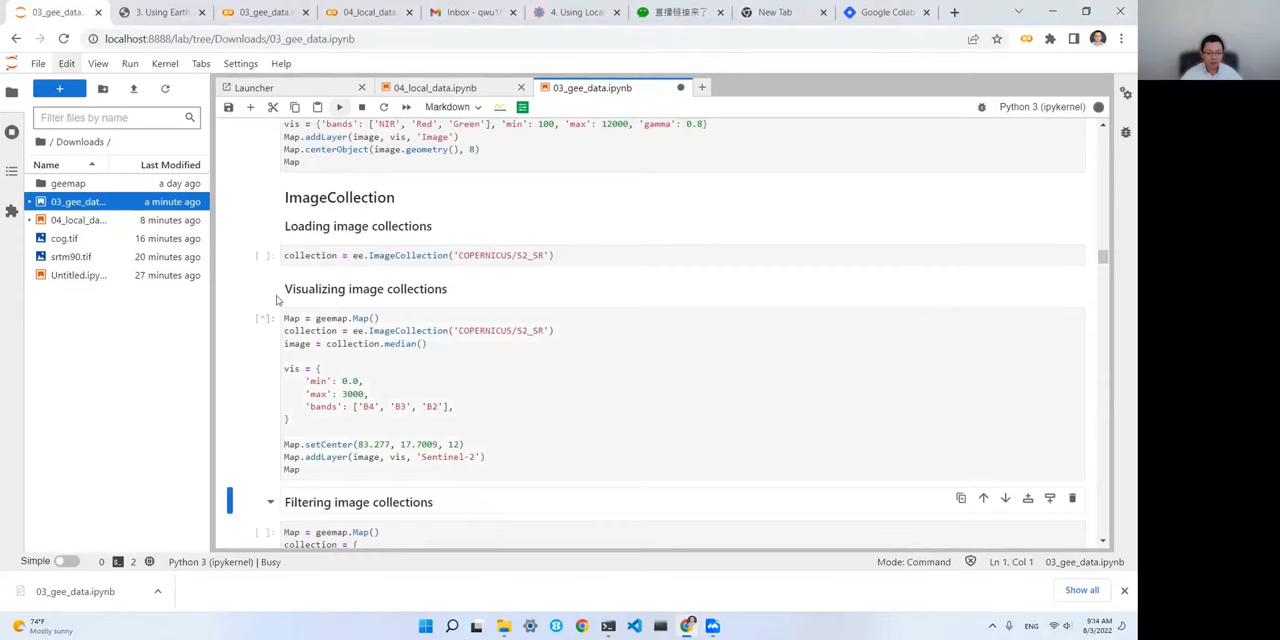 03_gee_data.ipynb
3. Using Earth
03_gee_data.ip
04_local_data.
Inbox - qwu1
4. Using Loca
直播链接来了
New Tab
Google Colab
localhost:8888/lab/tree/Downloads/03_gee_data.ipynb
File Edit View Run Kernel Tabs Settings Help
Launcher
04_local_data.ipynb
03_gee_data.ipynb
Markdown
Python 3 (ipykernel)
Filter files by name
/ Downloads /
Name Last Modified
geemap a day ago
03_gee_dat... a minute ago
04_local_da... 8 minutes ago
cog.tif 16 minutes ago
srtm90.tif 20 minutes ago
Untitled.ipy... 27 minutes ago
vis = {'bands': ['NIR', 'Red', 'Green'], 'min': 100, 'max': 12000, 'gamma': 0.8}
Map.addLayer(image, vis, 'Image')
Map.centerObject(image.geometry(), 8)
Map
ImageCollection
Loading image collections
[ ]: collection = ee.ImageCollection('COPERNICUS/S2_SR')
Visualizing image collections
[*]: Map = geemap.Map()
collection = ee.ImageCollection('COPERNICUS/S2_SR')
image = collection.median()
vis = {
'min': 0.0,
'max': 3000,
'bands': ['B4', 'B3', 'B2'],
}
Map.setCenter(83.277, 17.7009, 12)
Map.addLayer(image, vis, 'Sentinel-2')
Map
Filtering image collections
[ ]: Map = geemap.Map()
collection = (
Simple 0 2 Python 3 (ipykernel) | Busy Mode: Command Ln 1, Col 1 03_gee_data.ipynb
03_gee_data.ipynb
Show all
74°F
Mostly sunny
ENG
9:14 AM
8/3/2022